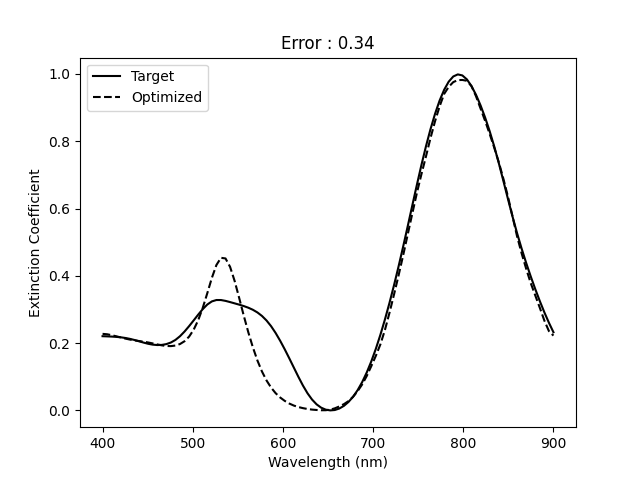 Error : 0.34
Target
Optimized
Extinction Coefficient
1.0
0.8
0.6
0.4
0.2
0.0
400 500 600 700 800 900
Wavelength (nm)